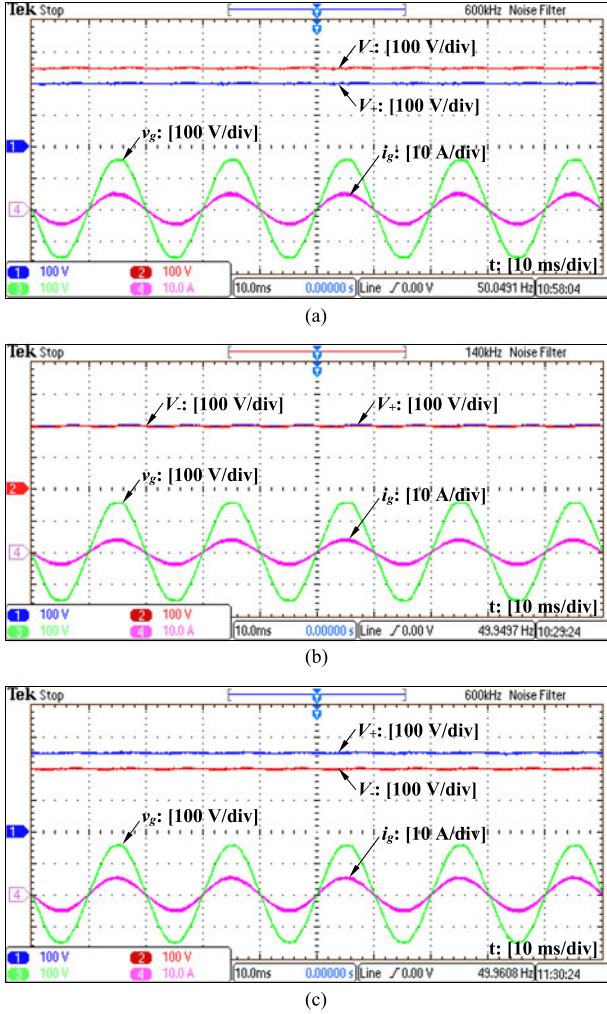 Tek Stop 600kHz Noise Filter
V-: [100 V/div]
V+: [100 V/div]
vg: [100 V/div]
ig: [10 A/div]
1
4
t: [10 ms/div]
1 100 V 2 100 V
3 100 V 4 10.0 A
10.0ms 0.00000 s Line ƒ 0.00 V 50.0491 Hz 10:58:04
(a)
Tek Stop 140kHz Noise Filter
V-: [100 V/div] V+: [100 V/div]
vg: [100 V/div]
ig: [10 A/div]
2
4
t: [10 ms/div]
1 100 V 2 100 V
3 100 V 4 10.0 A
10.0ms 0.00000 s Line ƒ 0.00 V 49.9497 Hz 10:29:24
(b)
Tek Stop 600kHz Noise Filter
V+: [100 V/div]
V-: [100 V/div]
vg: [100 V/div]
ig: [10 A/div]
1
4
t: [10 ms/div]
1 100 V 2 100 V
3 100 V 4 10.0 A
10.0ms 0.00000 s Line ƒ 0.00 V 49.9608 Hz 11:30:24
(c)